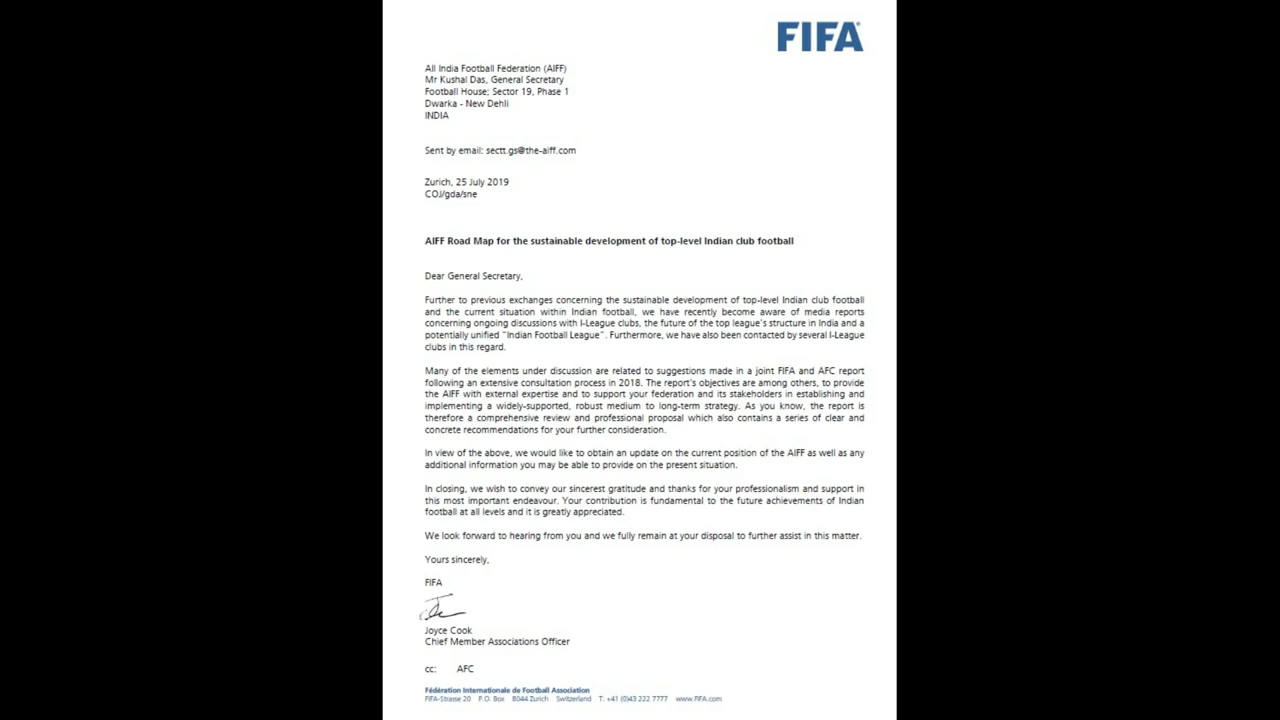 FIFA
All India Football Federation (AIFF)
Mr Kushal Das, General Secretary
Football House; Sector 19, Phase 1
Dwarka - New Dehli
INDIA
Sent by email: sectt.gs@the-aiff.com
Zurich, 25 July 2019
COJ/gda/sne
AIFF Road Map for the sustainable development of top-level Indian club football
Dear General Secretary,
Further to previous exchanges concerning the sustainable development of top-level Indian club football
and the current situation within Indian football, we have recently become aware of media reports
concerning ongoing discussions with I-League clubs, the future of the top league's structure in India and a
potentially unified "Indian Football League". Furthermore, we have also been contacted by several I-League
clubs in this regard.
Many of the elements under discussion are related to suggestions made in a joint FIFA and AFC report
following an extensive consultation process in 2018. The report's objectives are among others, to provide
the AIFF with external expertise and to support your federation and its stakeholders in establishing and
implementing a widely-supported, robust medium to long-term strategy. As you know, the report is
therefore a comprehensive review and professional proposal which also contains a series of clear and
concrete recommendations for your further consideration.
In view of the above, we would like to obtain an update on the current position of the AIFF as well as any
additional information you may be able to provide on the present situation.
In closing, we wish to convey our sincerest gratitude and thanks for your professionalism and support in
this most important endeavour. Your contribution is fundamental to the future achievements of Indian
football at all levels and it is greatly appreciated.
We look forward to hearing from you and we fully remain at your disposal to further assist in this matter.
Yours sincerely,
FIFA
Joyce Cook
Chief Member Associations Officer
cc: AFC
Fédération Internationale de Football Association
FIFA-Strasse 20 P.O. Box 8044 Zurich Switzerland T: +41 (0)43 222 7777 www.FIFA.com